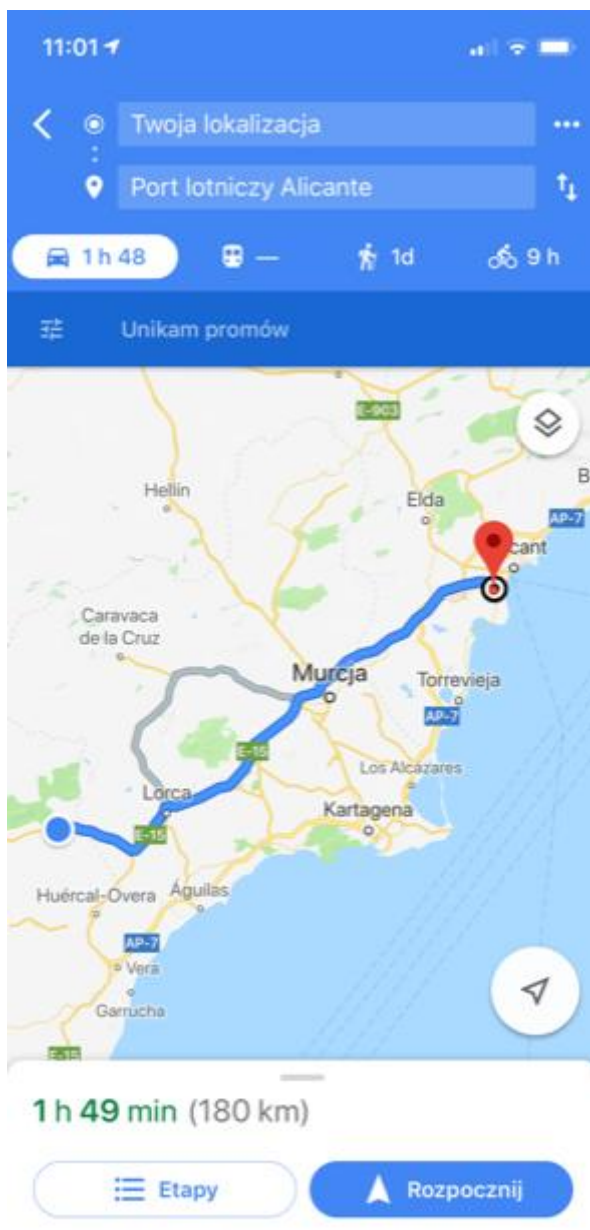 11:01
Twoja lokalizacja
Port lotniczy Alicante
1 h 48
—
1d
9 h
Unikam promów
E-903
Hellín
Elda
B
AP-7
cant
Caravaca
de la Cruz
Murcja
Torrevieja
AP-7
E-15
Los Alcázares
Lorca
Kartagena
E-15
Huércal-Overa
Águilas
AP-7
Vera
Garrucha
E-15
1 h 49 min (180 km)
Etapy
Rozpocznij